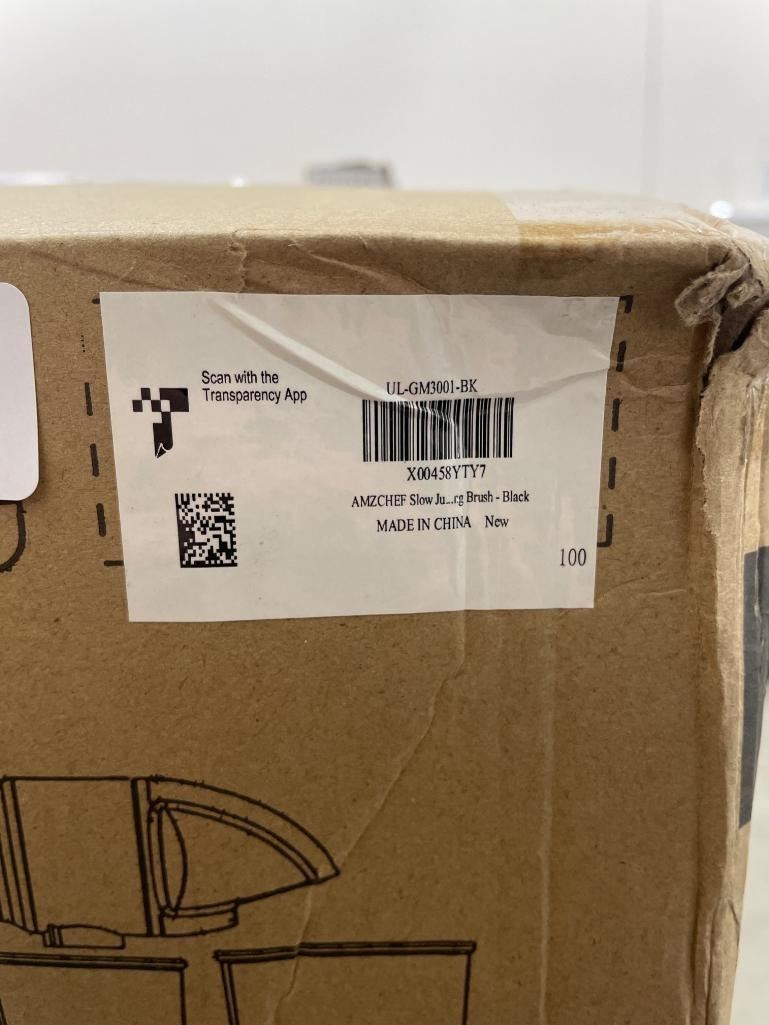 Scan with the
Transparency App
UL-GM3001-BK
X00458YTY7
AMZCHEF Slow Ju...rg Brush - Black
MADE IN CHINA New
100